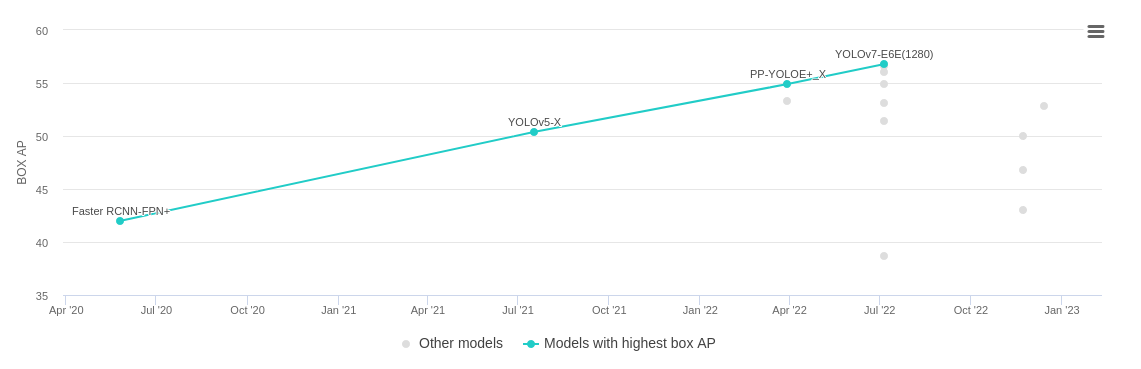 60
YOLOv7-E6E(1280)
PP-YOLOE+_X
55
YOLOv5-X
50
BOX AP
45
Faster RCNN-FPN+
40
35
Apr '20 Jul '20 Oct '20 Jan '21 Apr '21 Jul '21 Oct '21 Jan '22 Apr '22 Jul '22 Oct '22 Jan '23
Other models Models with highest box AP